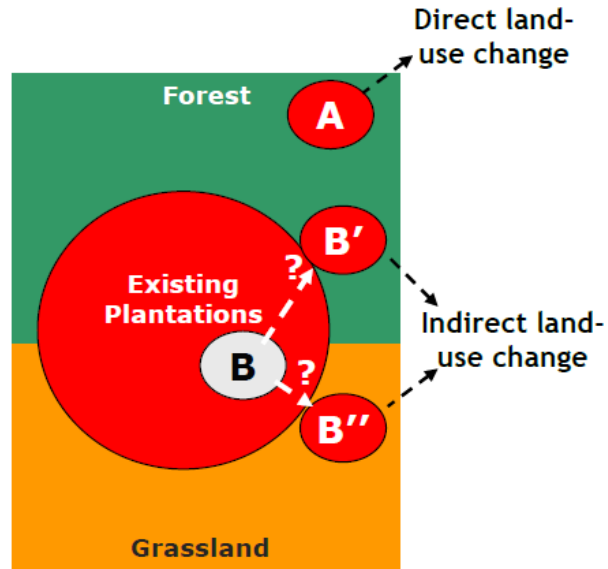 Direct land-
use change
Forest
A
B′
?
Existing
Plantations
B
?
Indirect land-
use change
B′′
Grassland